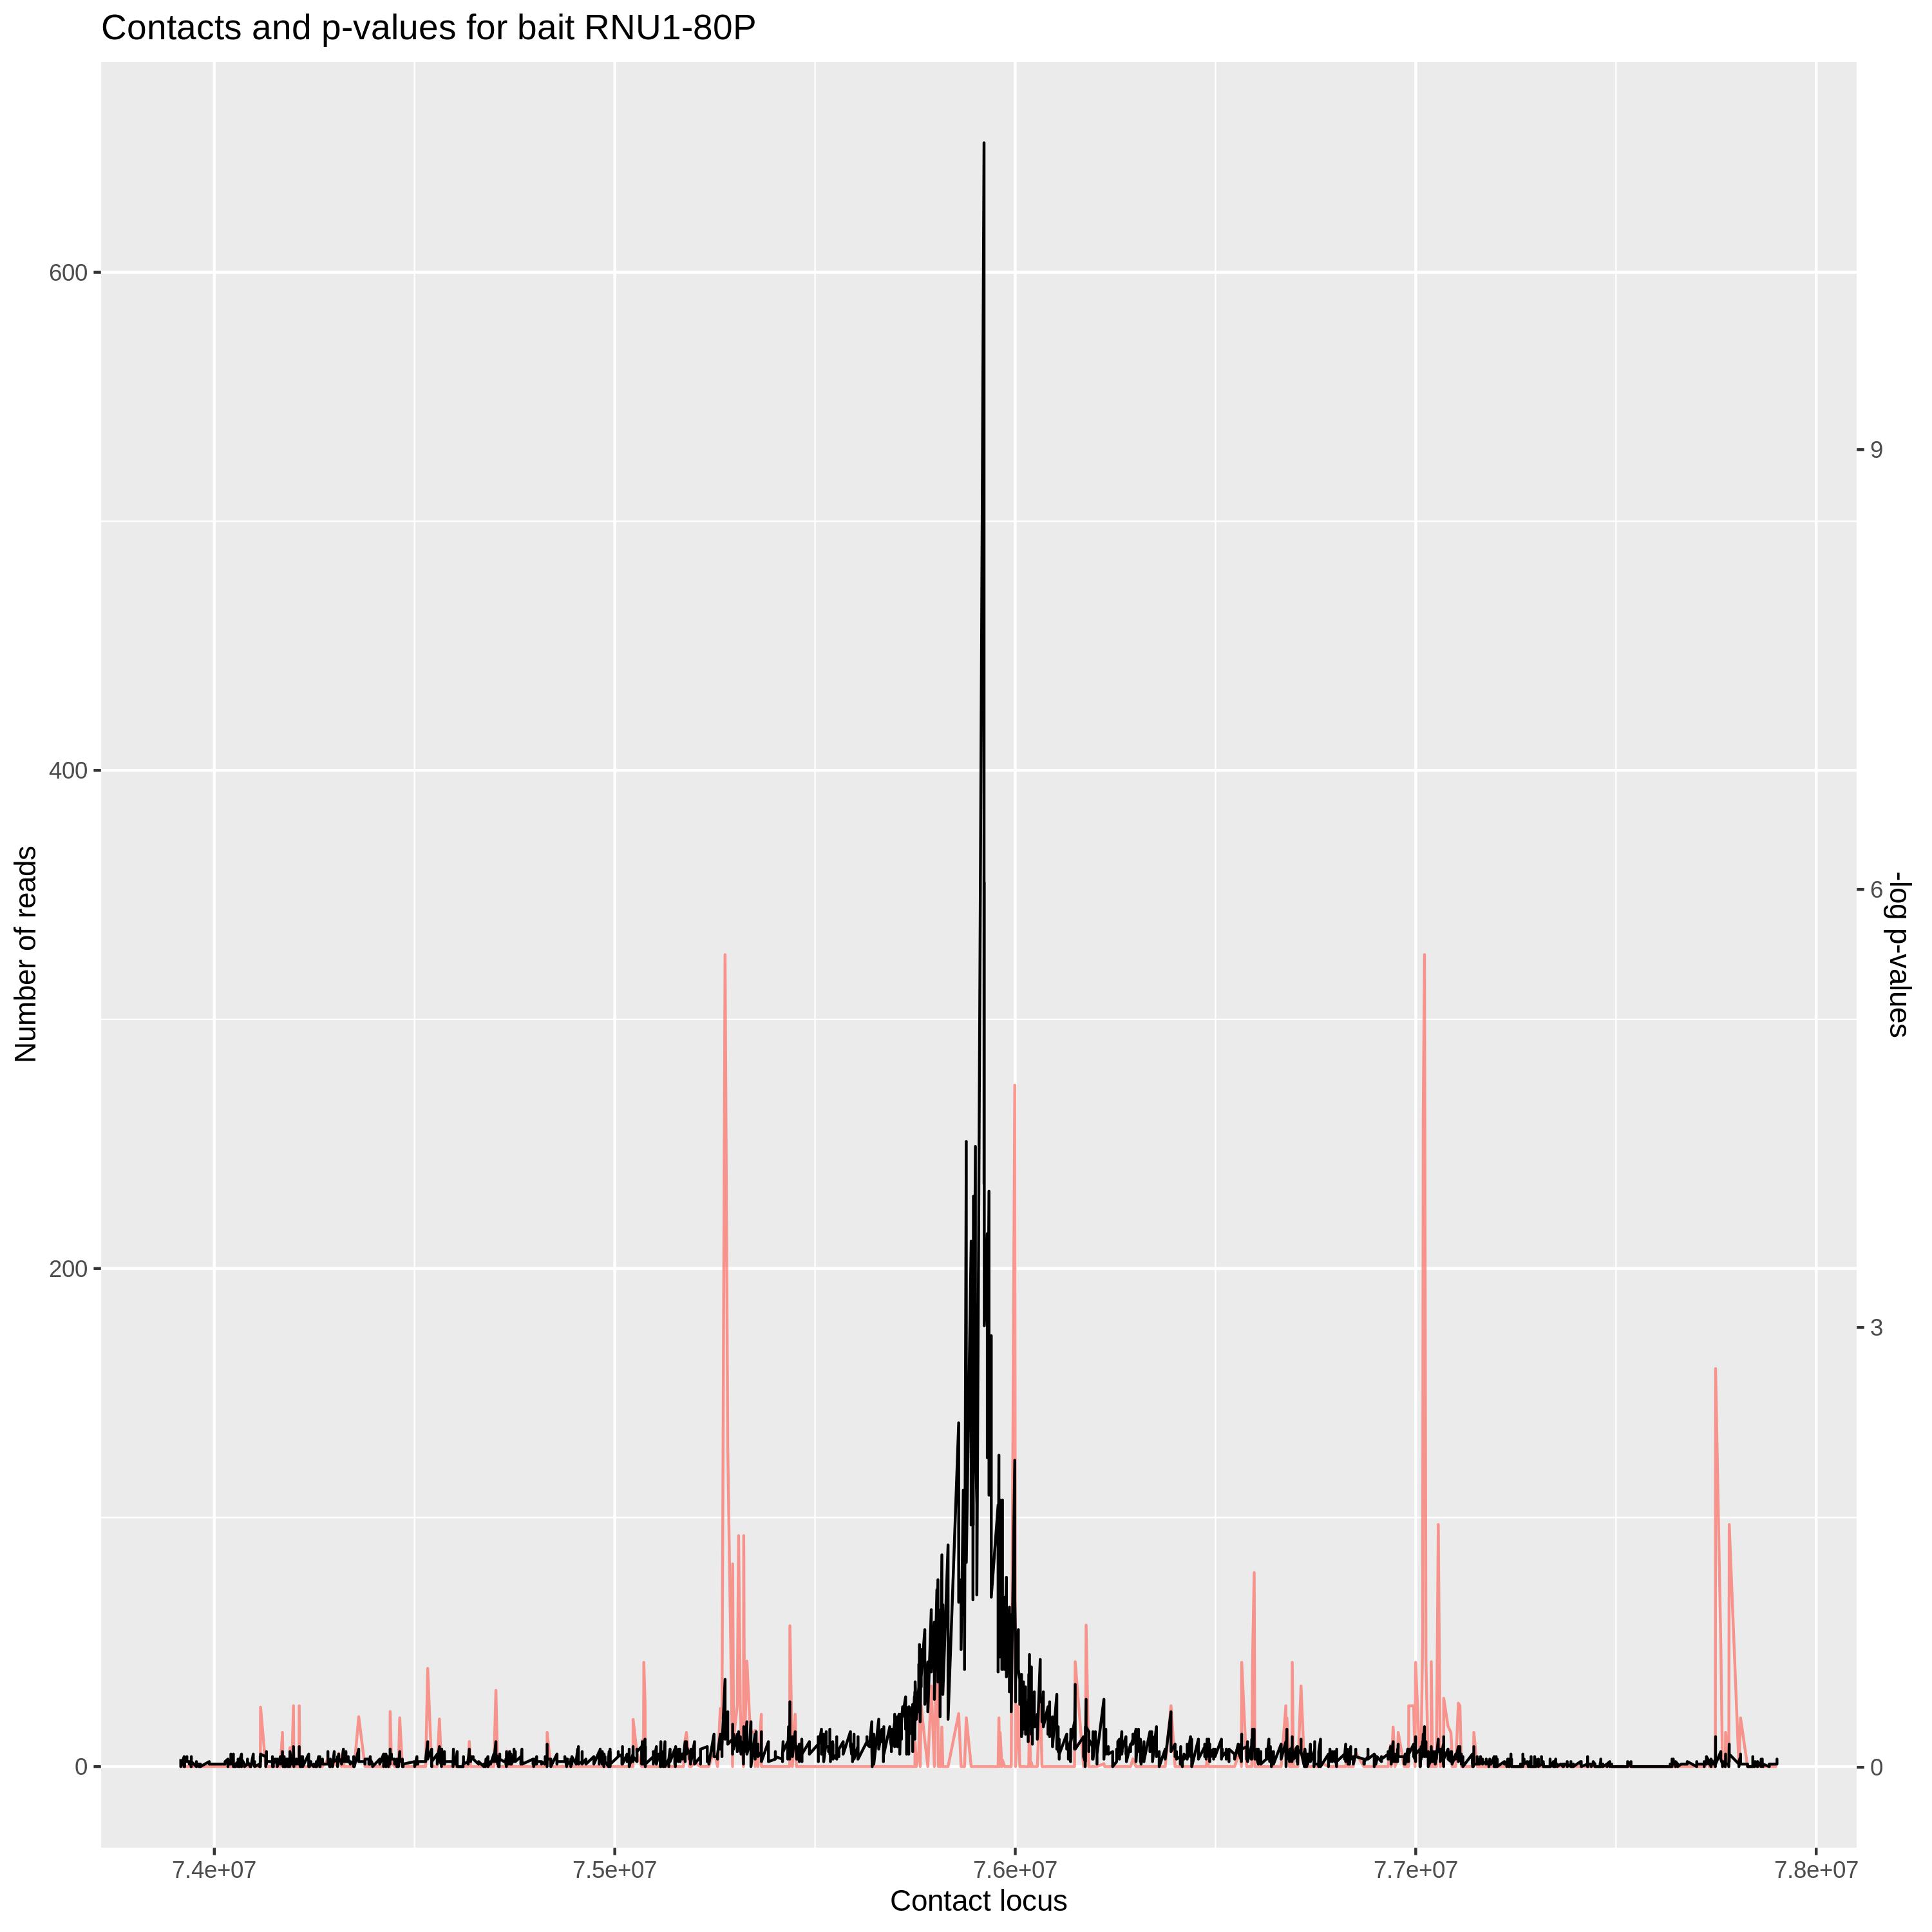 Contacts and p-values for bait RNU1-80P
600
400
200
0
Number of reads
9
6
3
0
-log p-values
7.4e+07
7.5e+07
7.6e+07
7.7e+07
7.8e+07
Contact locus